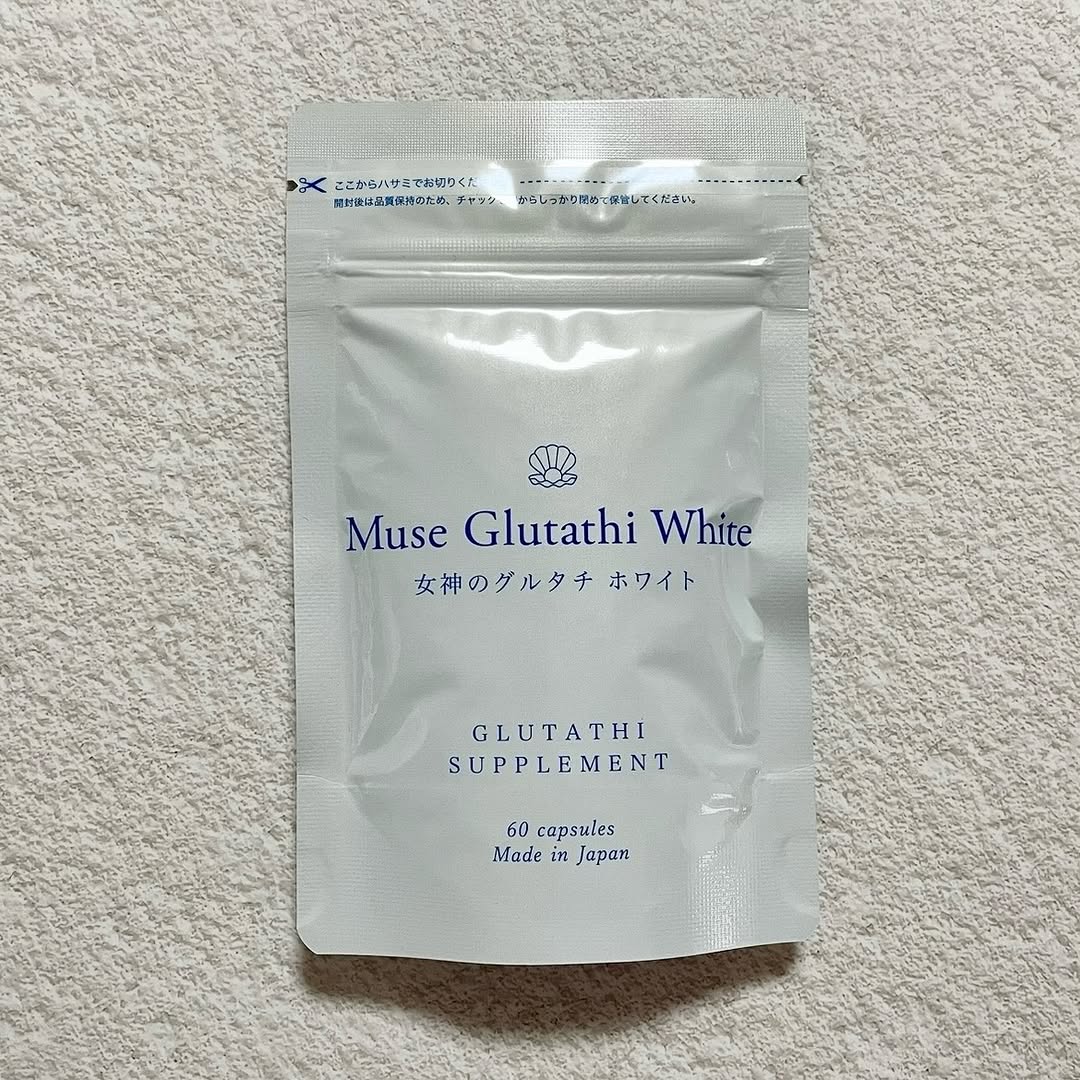 ここからハサミでお切りくだ
開封後は品質保持のため、チャック からしっかり閉めて保管してください。
Muse Glutathi White
女神のグルタチ ホワイト
GLUTATHI
SUPPLEMENT
60 capsules
Made in Japan